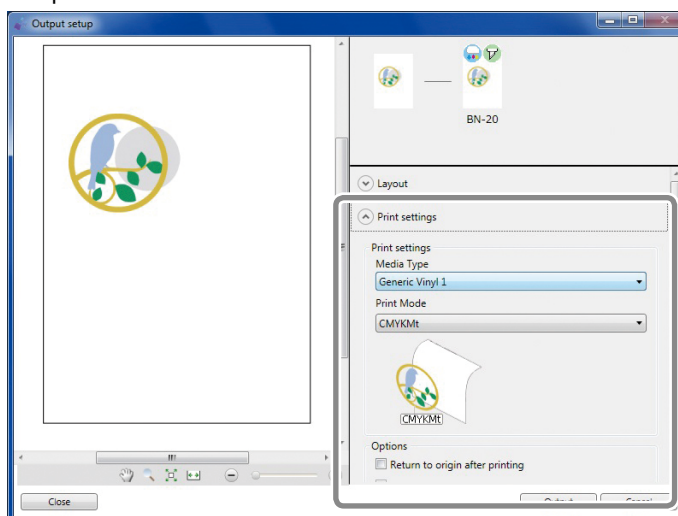 Output setup
BN-20
Layout
Print settings
Print settings
Media Type
Generic Vinyl 1
Print Mode
CMYKMt
CMYKMt
Options
Return to origin after printing
Close